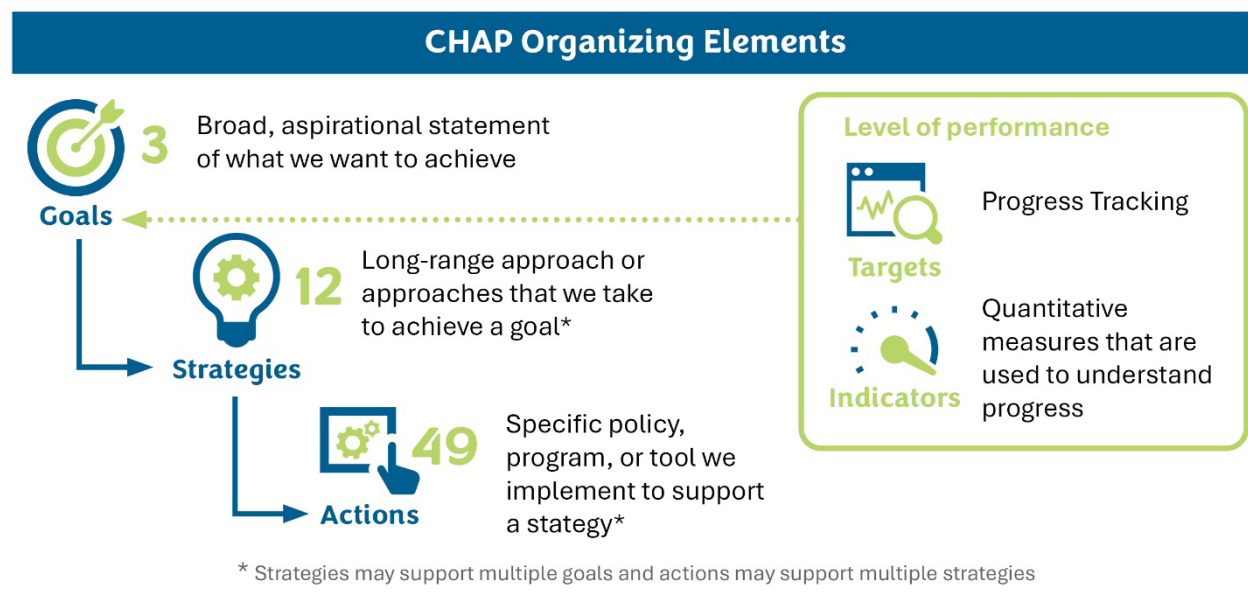 CHAP Organizing Elements
3
Broad, aspirational statement
of what we want to achieve
Goals
12
Long-range approach or
approaches that we take
to achieve a goal*
Strategies
49
Specific policy,
program, or tool we
implement to support
a stategy*
Actions
Level of performance
Progress Tracking
Targets
Quantitative
measures that are
used to understand
progress
Indicators
* Strategies may support multiple goals and actions may support multiple strategies